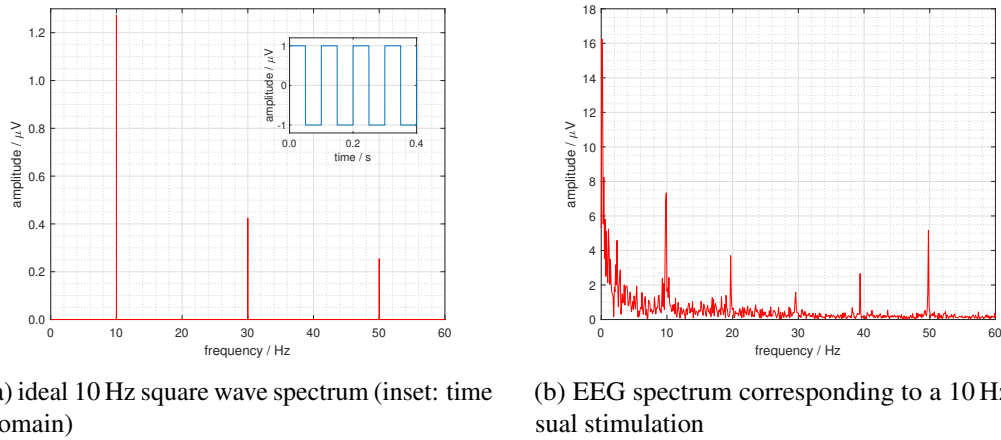 1.2
1.0
0.8
0.6
0.4
0.2
0.0
amplitude / μV
0 10 20 30 40 50 60
frequency / Hz
1
0
-1
amplitude / μV
0.0 0.2 0.4
time / s
18
16
14
12
10
8
6
4
2
0
amplitude / μV
0 10 20 30 40 50 60
frequency / Hz
) ideal 10 Hz square wave spectrum (inset: time
omain)
(b) EEG spectrum corresponding to a 10 Hz
sual stimulation